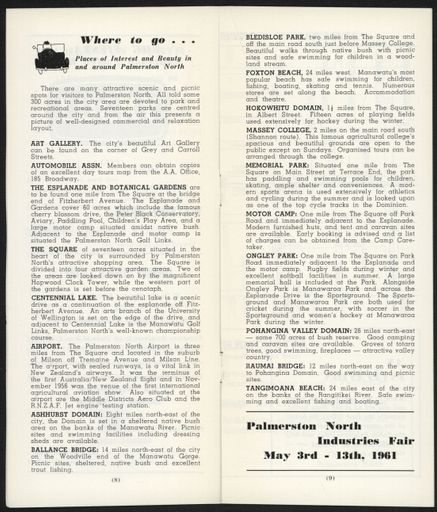 Where to go . . .
Places of Interest and Beauty in
and around Palmerston North
There are many attractive scenic and picnic
spots for visitors to Palmerston North. All told some
300 acres in the city area are devoted to park and
recreational areas. Seventeen parks are centred
around the city and from the air this presents a
picture of well-designed commercial and relaxation
layout.
ART GALLERY. The city's beautiful Art Gallery
can be found on the corner of Grey and Carroll
Streets.
AUTOMOBILE ASSN. Members can obtain copies
of an excellent day tours map from the A.A. Office,
185 Broadway.
THE ESPLANADE AND BOTANICAL GARDENS are
to be found one mile from The Square at the bridge
end of Fitzherbert Avenue. The Esplanade and
Gardens cover 60 acres which include the famous
cherry blossom drive, the Peter Black Conservatory,
Aviary, Paddling Pool, Children's Play Area, and a
large motor camp situated amidst native bush.
Adjacent to the Esplanade and motor camp is
situated the Palmerston North Golf Links.
THE SQUARE of seventeen acres situated in the
heart of the city is surrounded by Palmerston
North's attractive shopping area. The Square is
divided into four attractive garden areas. Two of
the areas are looked down on by the magnificent
Hopwood Clock Tower, while the western part of
the gardens is set before the cenotaph.
CENTENNIAL LAKE. The beautiful lake is a scenic
drive as a continuation of the esplanade off Fitz-
herbert Avenue. An arts branch of the University
of Wellington is set on the edge of the drive, and
adjacent to Centennial Lake is the Manawatu Golf
Links, Palmerston North's well-known championship
course.
AIRPORT. The Palmerston North Airport is three
miles from The Square and located in the suburb
of Milson off Tremaine Avenue and Milson Line.
The airport, with sealed runways, is a vital link in
New Zealand's airways. It was the terminus of
the first Australia/New Zealand flight and in Nov-
ember 1956 was the venue of the first international
agricultural aviation show. Also situated at the
airport are the Middle Districts Aero Club and the
R.N.Z.A.F. jet engine testing station.
ASHHURST DOMAIN: Eight miles north-east of the
city, the Domain is set in a sheltered native bush
area on the banks of the Manawatu River. Picnic
sites and swimming facilities including dressing
sheds are available.
BALLANCE BRIDGE: 14 miles north-east of the city
on the Woodville end of the Manawatu Gorge.
Picnic sites, sheltered, native bush and excellent
trout fishing.
(8)
BLEDISLOE PARK, two miles from The Square and
off the main road south just before Massey College.
Beautiful walks through native bush with picnic
sites and safe swimming for children in a wood-
land stream.
FOXTON BEACH, 24 miles west. Manawatu's most
popular beach has safe swimming for children,
fishing, boating, skating and tennis. Numerous
stores are set along the beach. Accommodation
and theatre.
HOKOWHITU DOMAIN, 1½ miles from The Square,
in Albert Street. Fifteen acres of playing fields
used extensively for hockey during the winter.
MASSEY COLLEGE, 2 miles on the main road south
(Shannon route). This famous agricultural college's
spacious and beautiful grounds are open to the
public except on Sundays. Organised tours can be
arranged through the college.
MEMORIAL PARK: Situated one mile from The
Square on Main Street at Terrace End, the park
has paddling and swimming pools for children,
skating, ample shelter and conveniences. A mod-
ern sports arena is used extensively for athletics
and cycling during the summer and is looked upon
as one of the top cycle tracks in the Dominion.
MOTOR CAMP: One mile from The Square off Park
Road and immediately adjacent to the Esplanade.
Modern furnished huts, and tent and caravan sites
are available. Early booking is advised and a list
of charges can be obtained from the Camp Care-
taker.
ONGLEY PARK: One mile from The Square on Park
Road immediately adjacent to the Esplanade and
the motor camp. Rugby fields during winter and
excellent softball facilities in summer. A large
memorial hall is included at the Park. Alongside
Ongley Park is Manawaroa Park and across the
Esplanade Drive is the Sportsground. The Sports-
ground and Manawaroa Park are both used for
cricket during the summer, with soccer in the
Sportsground and women's hockey at Manawaroa
Park during the winter.
POHANGINA VALLEY DOMAIN: 26 miles north-east
— some 700 acres of bush reserve. Good camping
and caravan sites are available. Groves of totara
trees, good swimming, fireplaces — attractive valley
country.
RAUMAI BRIDGE: 12 miles north-east on the way
to Pohangina Domain. Good swimming and picnic
sites.
TANGIMOANA BEACH: 24 miles east of the city
on the banks of the Rangitikei River. Safe swim-
ming and excellent fishing and boating.
Palmerston North
Industries Fair
May 3rd - 13th, 1961
(9)